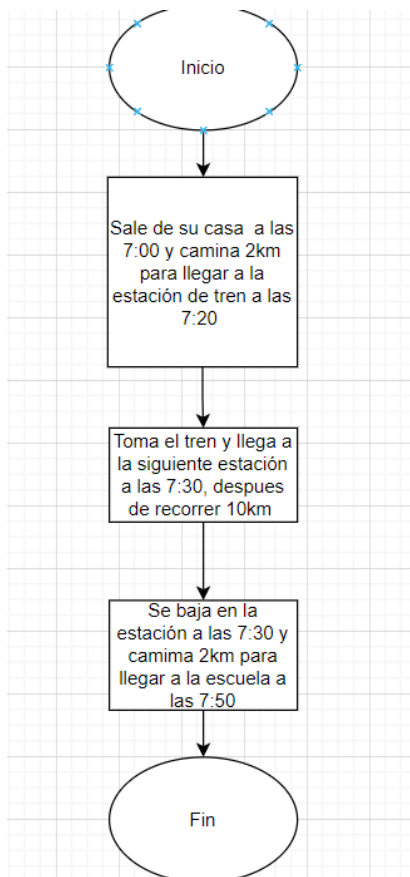 Inicio
Sale de su casa a las
7:00 y camina 2km
para llegar a la
estación de tren a las
7:20
Toma el tren y llega a
la siguiente estación
a las 7:30, despues
de recorrer 10km
Se baja en la
estación a las 7:30 y
camima 2km para
llegar a la escuela a
las 7:50
Fin